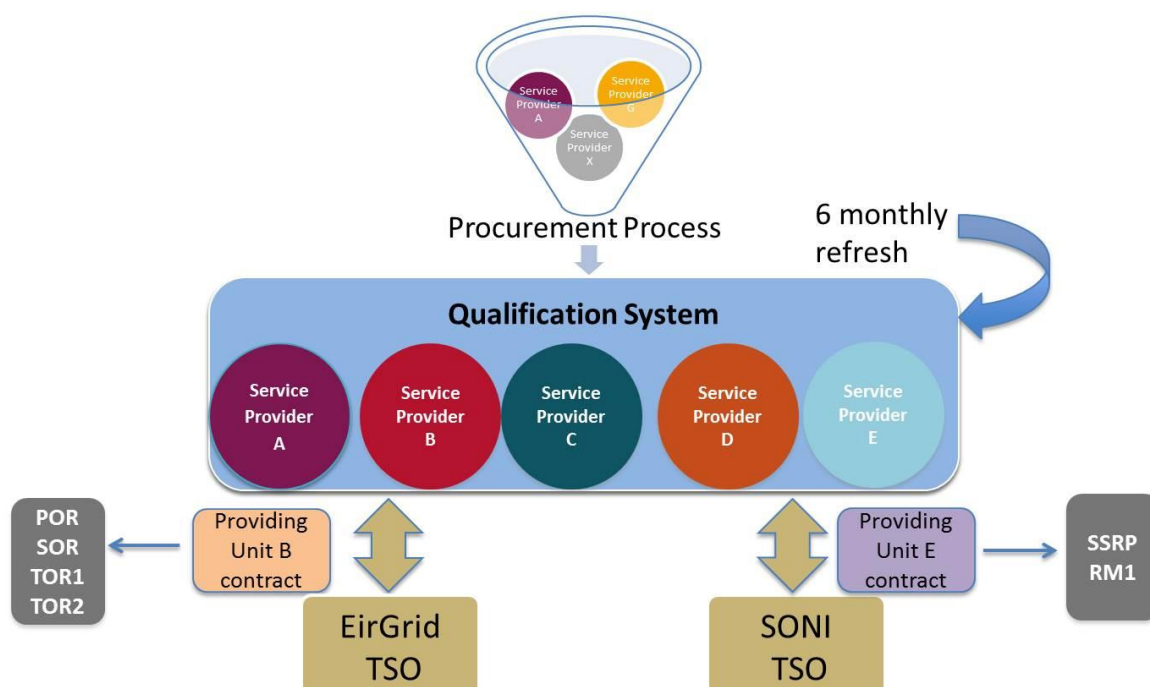 Service
Provider
A
Service
Provider
G
Service
Provider
X
Procurement Process
6 monthly
refresh
Qualification System
Service
Provider
A
Service
Provider
B
Service
Provider
C
Service
Provider
D
Service
Provider
E
POR
SOR
TOR1
TOR2
Providing
Unit B
contract
Providing
Unit E
contract
SSRP
RM1
EirGrid
TSO
SONI
TSO